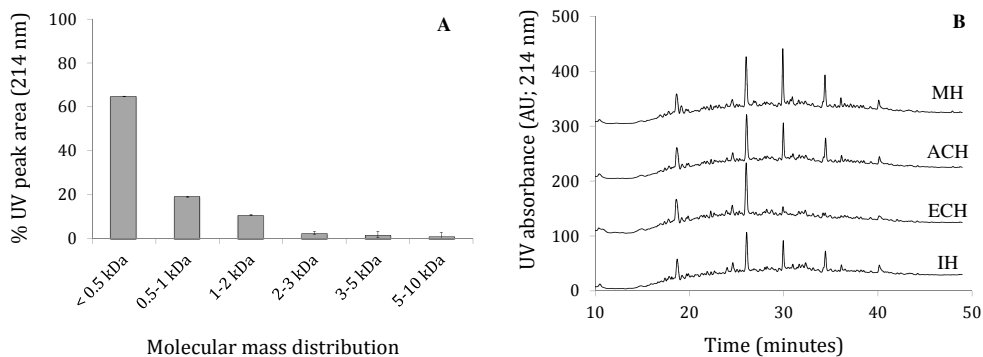 A
% UV peak area (214 nm)
100
80
60
40
20
0
< 0.5 kDa
0.5-1 kDa
1-2 kDa
2-3 kDa
3-5 kDa
5-10 kDa
Molecular mass distribution
B
UV absorbance (AU; 214 nm)
500
400
300
200
100
0
MH
ACH
ECH
IH
10
20
30
40
50
Time (minutes)